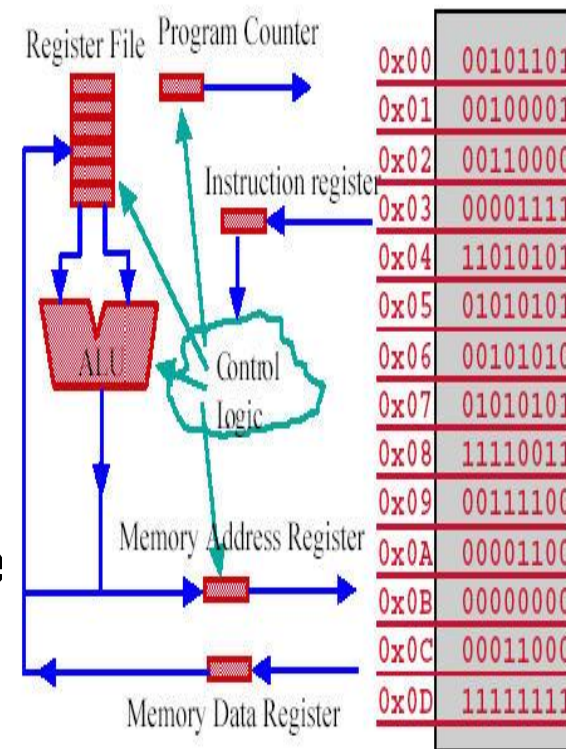 Register File
Program Counter
Instruction register
ALU
Control
logic
Memory Address Register
Memory Data Register
e
0x00 00101101
0x01 00100001
0x02 00110000
0x03 00001111
0x04 11010101
0x05 01010101
0x06 00101010
0x07 01010101
0x08 11110011
0x09 00111100
0x0A 00001100
0x0B 00000000
0x0C 00011000
0x0D 11111111